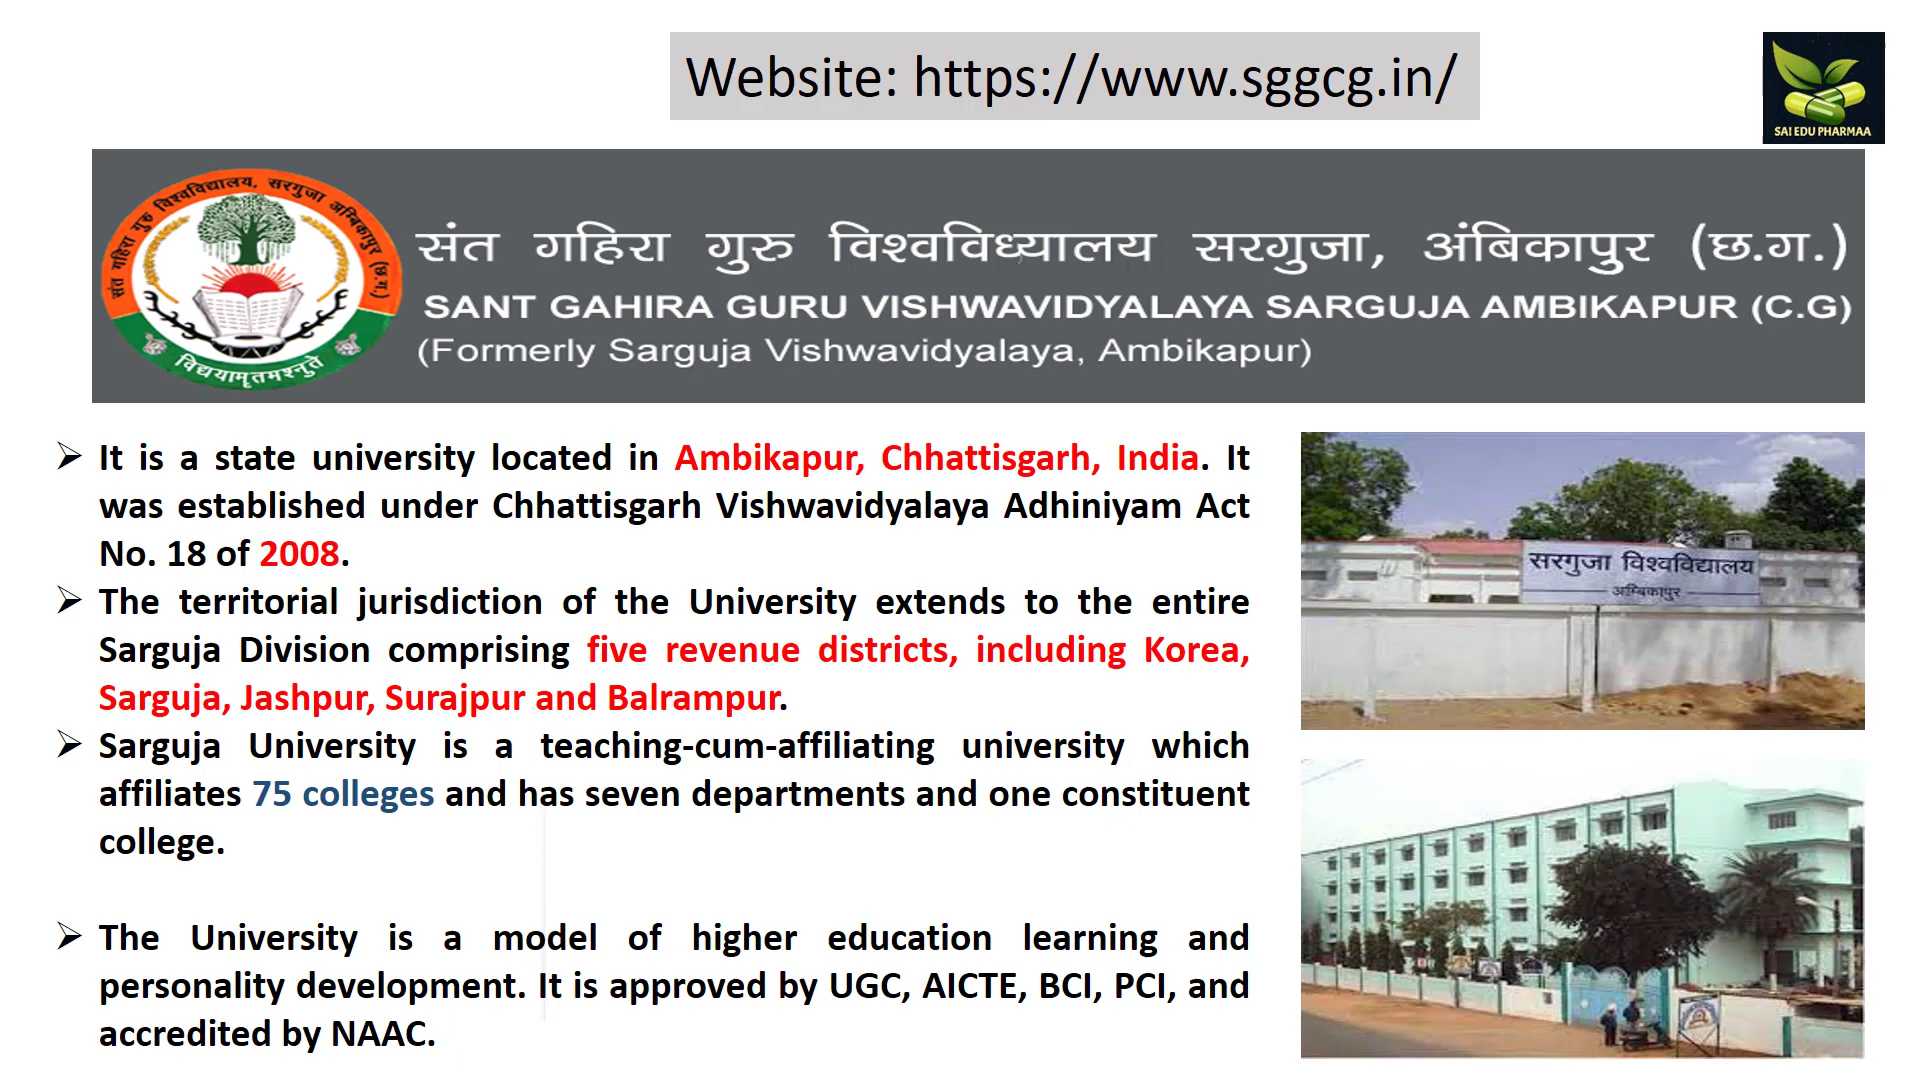 Website: https://www.sggcg.in/
SAI EDU PHARMAA
संत गहिरा गुरु विश्वविद्यालय, सरगुजा अम्बिकापुर (छ.ग.)
विद्ययामृतमश्नुते
संत गहिरा गुरु विश्वविध्यालय सरगुजा, अंबिकापुर (छ.ग.)
SANT GAHIRA GURU VISHWAVIDYALAYA SARGUJA AMBIKAPUR (C.G)
(Formerly Sarguja Vishwavidyalaya, Ambikapur)
➢ It is a state university located in Ambikapur, Chhattisgarh, India. It
was established under Chhattisgarh Vishwavidyalaya Adhiniyam Act
No. 18 of 2008.
➢ The territorial jurisdiction of the University extends to the entire
Sarguja Division comprising five revenue districts, including Korea,
Sarguja, Jashpur, Surajpur and Balrampur.
➢ Sarguja University is a teaching-cum-affiliating university which
affiliates 75 colleges and has seven departments and one constituent
college.
➢ The University is a model of higher education learning and
personality development. It is approved by UGC, AICTE, BCI, PCI, and
accredited by NAAC.
सरगुजा विश्वविद्यालय
अम्बिकापुर